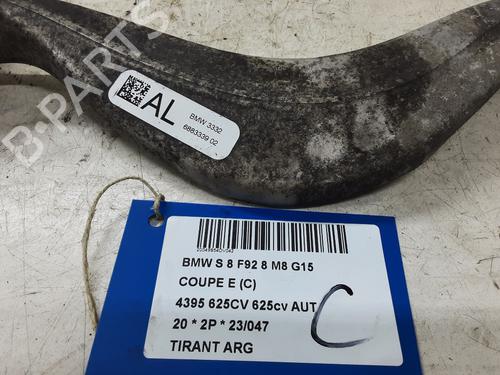 B-PARTS
AL
BMW 3332
6883339 02
BMW S 8 F92 8 M8 G15
COUPE E (C)
4395 625CV 625cv AUT
20 * 2P * 23/047
TIRANT ARG
C